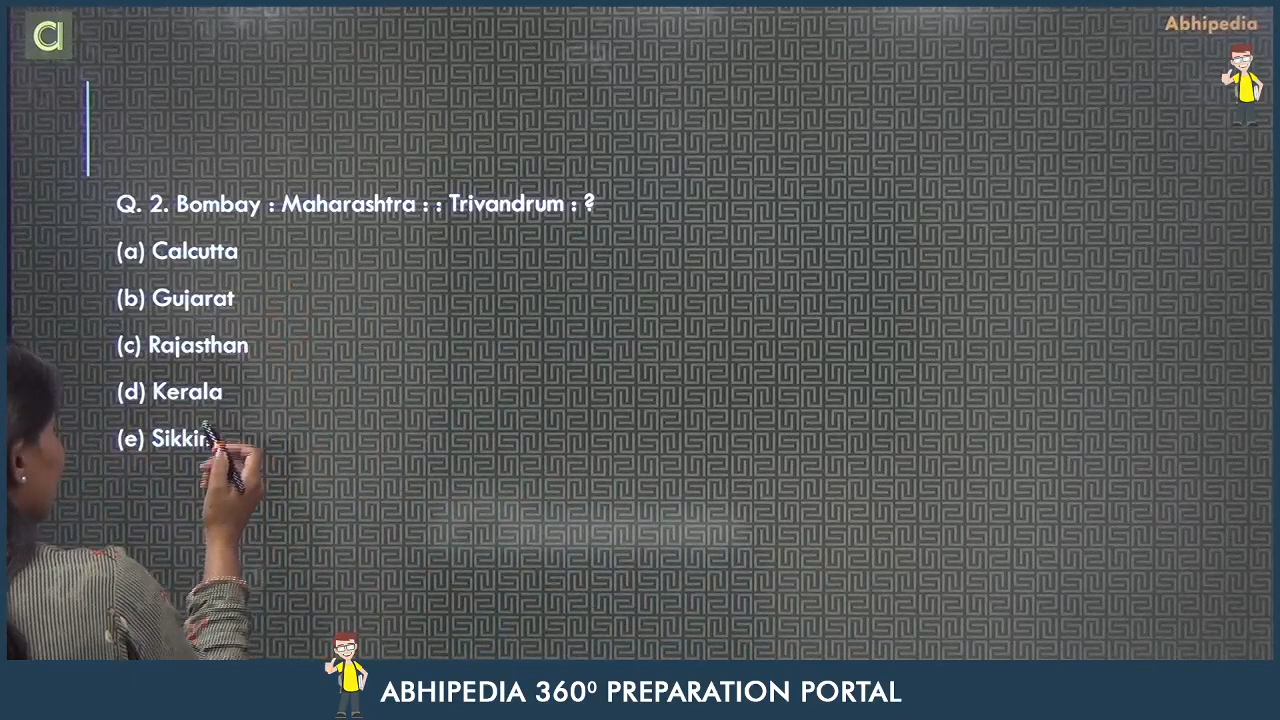 Abhipedia
Q. 2. Bombay : Maharashtra : : Trivandrum : ?
(a) Calcutta
(b) Gujarat
(c) Rajasthan
(d) Kerala
(e)
ABHIPEDIA 360⁰ PREPARATION PORTAL